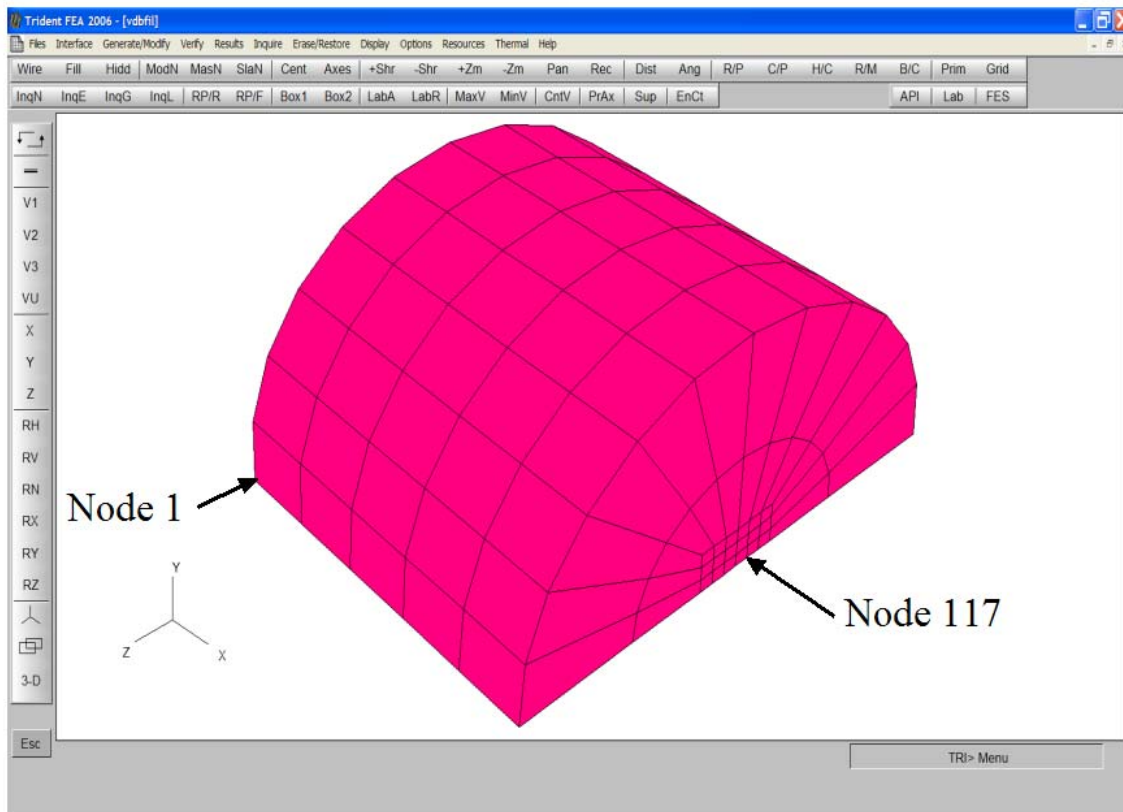 Trident FEA 2006 - [vdbfil]
Files Interface Generate/Modify Verify Results Inquire Erase/Restore Display Options Resources Thermal Help
Wire Fill Hidd ModN MasN SlaN Cent Axes +Shr -Shr +Zm -Zm Pan Rec Dist Ang R/P C/P H/C R/M B/C Prim Grid
InqN InqE InqG InqL RP/R RP/F Box1 Box2 LabA LabR MaxV MinV CntV PrAx Sup EnCt API Lab FES
V1
V2
V3
VU
X
Y
Z
RH
RV
RN
RX
RY
RZ
3-D
Esc
Node 1
Node 117
Y
Z
X
TRI> Menu